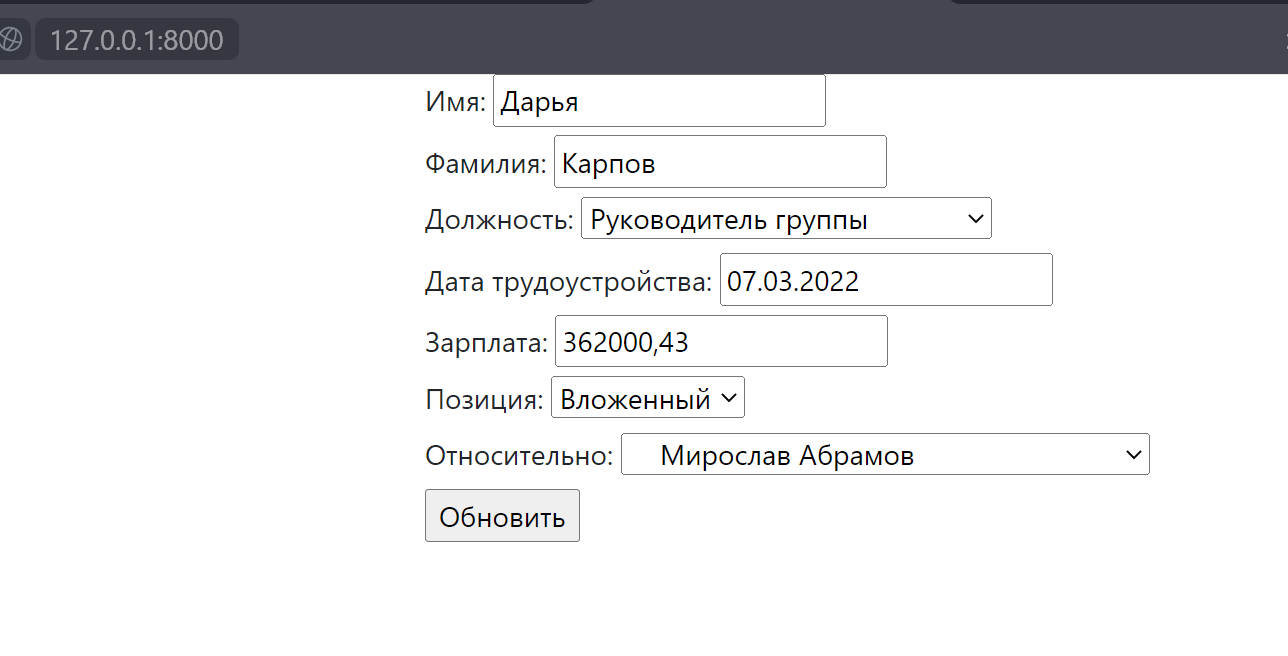 127.0.0.1:8000
Имя: Дарья
Фамилия: Карпов
Должность: Руководитель группы
Дата трудоустройства: 07.03.2022
Зарплата: 362000,43
Позиция: Вложенный
Относительно: Мирослав Абрамов
Обновить